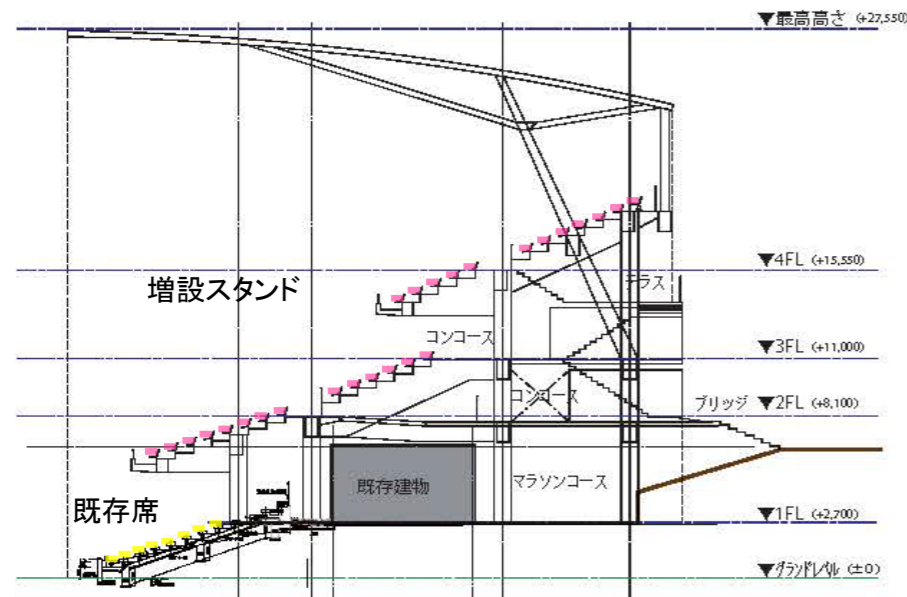 ▼最高高さ (+27,550)
▼4FL (+15,550)
増設スタンド
テラス
コンコース
▼3FL (+11,000)
コンコース
ブリッジ
▼2FL (+8,100)
既存建物
マラソンコース
既存席
▼1FL (+2,700)
▼グランドレベル (±0)